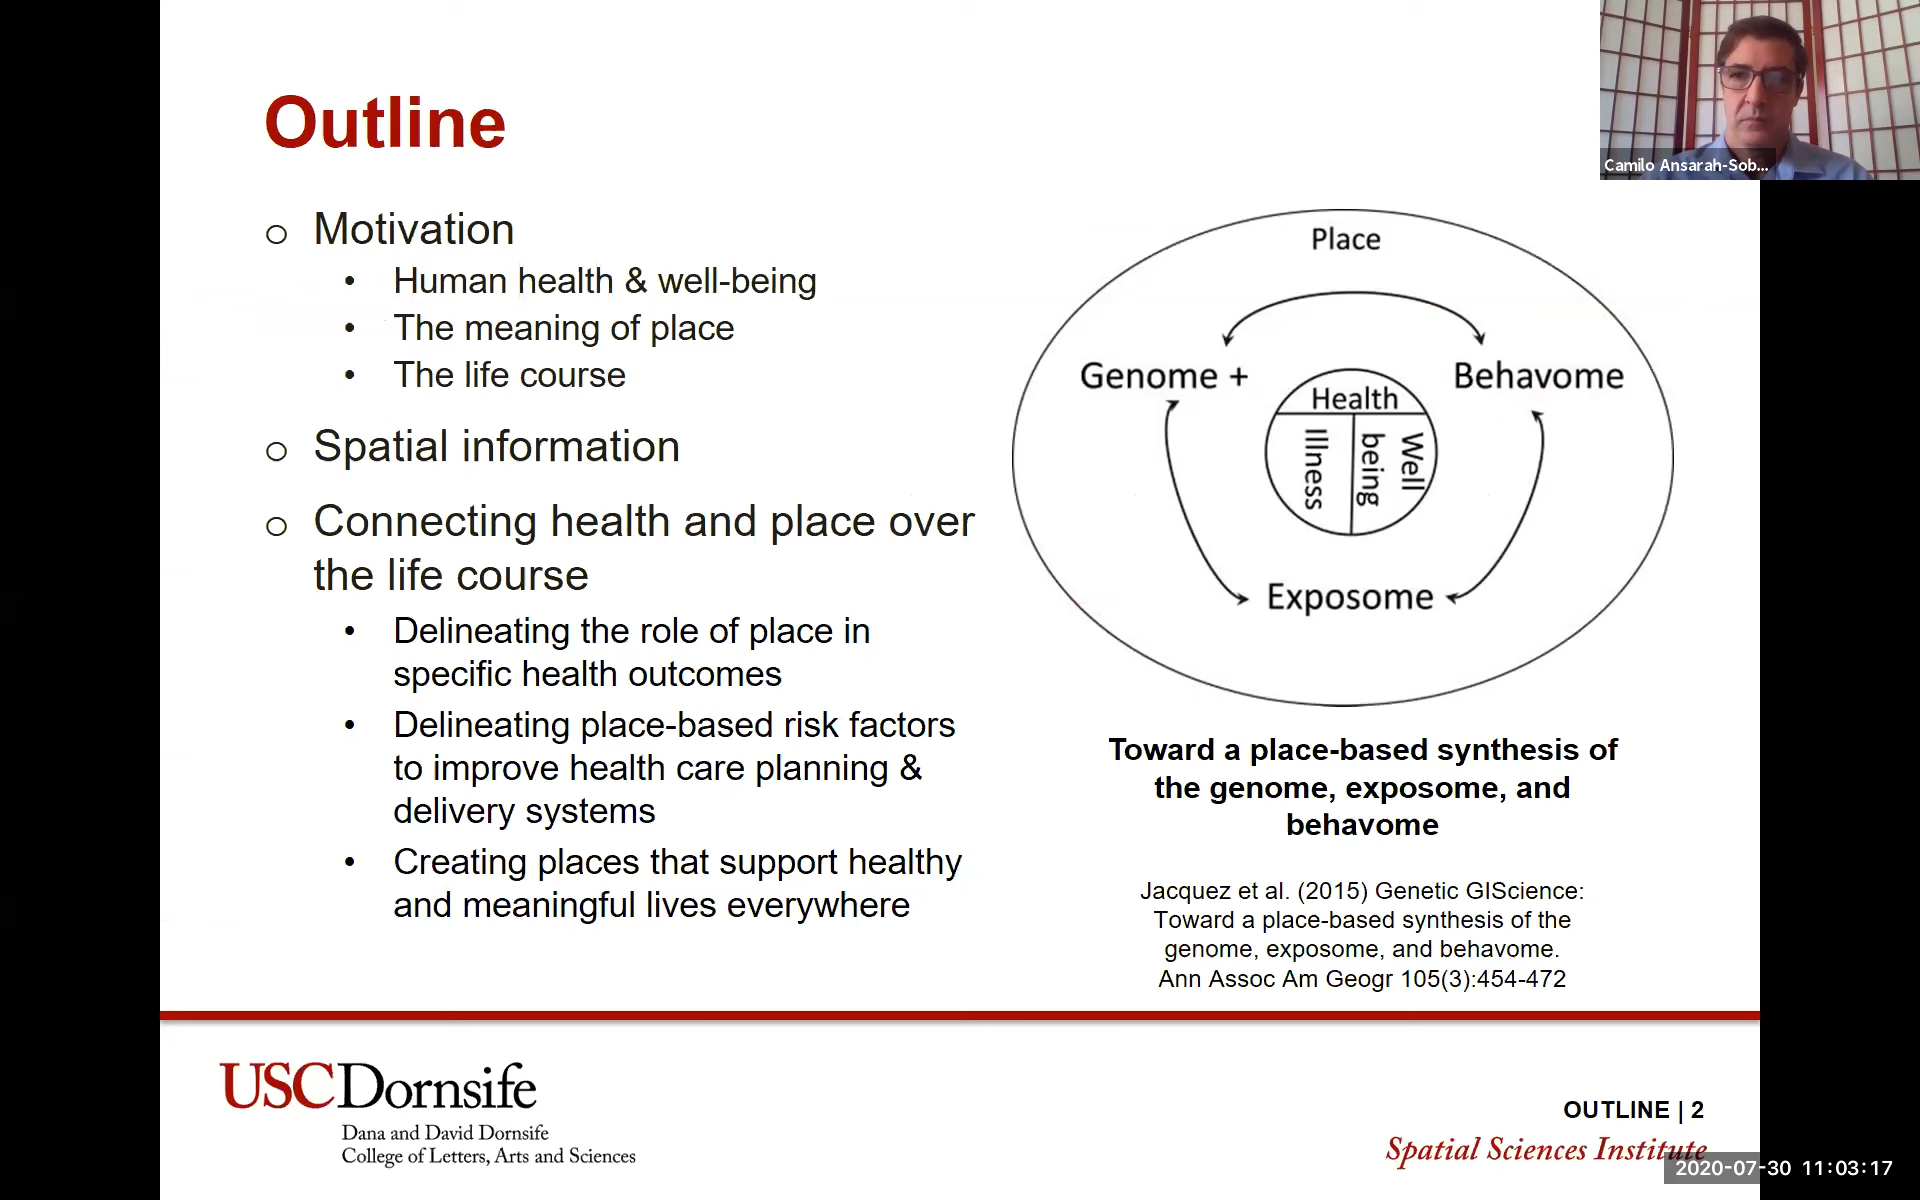 Outline
Camilo Ansarah-Sob...
o Motivation
• Human health & well-being
• The meaning of place
• The life course
o Spatial information
o Connecting health and place over
the life course
• Delineating the role of place in
specific health outcomes
• Delineating place-based risk factors
to improve health care planning &
delivery systems
• Creating places that support healthy
and meaningful lives everywhere
Place
Genome +
Behavome
Health
Illness
Well
being
Exposome
Toward a place-based synthesis of
the genome, exposome, and
behavome
Jacquez et al. (2015) Genetic GIScience:
Toward a place-based synthesis of the
genome, exposome, and behavome.
Ann Assoc Am Geogr 105(3):454-472
USCDornsife
Dana and David Dornsife
College of Letters, Arts and Sciences
OUTLINE | 2
Spatial Sciences Institute
2020-07-30 11:03:17